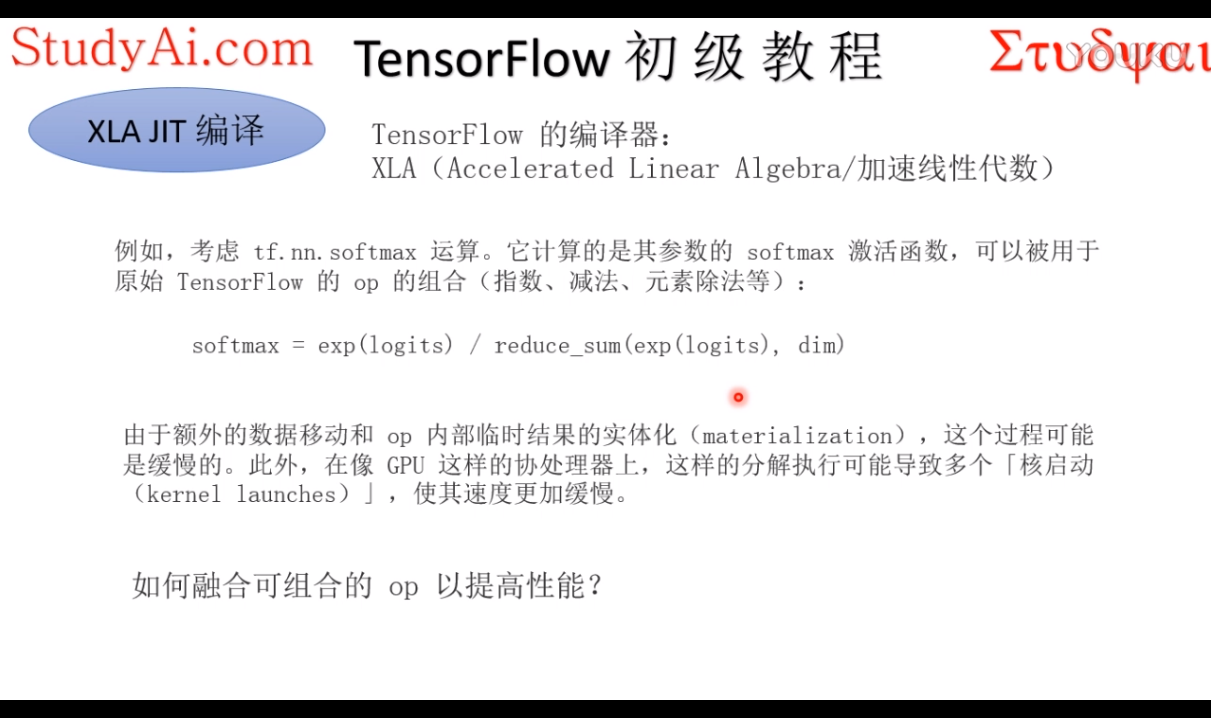 StudyAi.com
TensorFlow 初级教程
Στυδψαι
XLA JIT 编译
TensorFlow 的编译器:
XLA（Accelerated Linear Algebra/加速线性代数）
例如，考虑 tf.nn.softmax 运算。它计算的是其参数的 softmax 激活函数，可以被用于
原始 TensorFlow 的 op 的组合（指数、减法、元素除法等）:
softmax = exp(logits) / reduce_sum(exp(logits), dim)
由于额外的数据移动和 op 内部临时结果的实体化（materialization），这个过程可能
是缓慢的。此外，在像 GPU 这样的协处理器上，这样的分解执行可能导致多个「核启动
（kernel launches）」，使其速度更加缓慢。
如何融合可组合的 op 以提高性能？